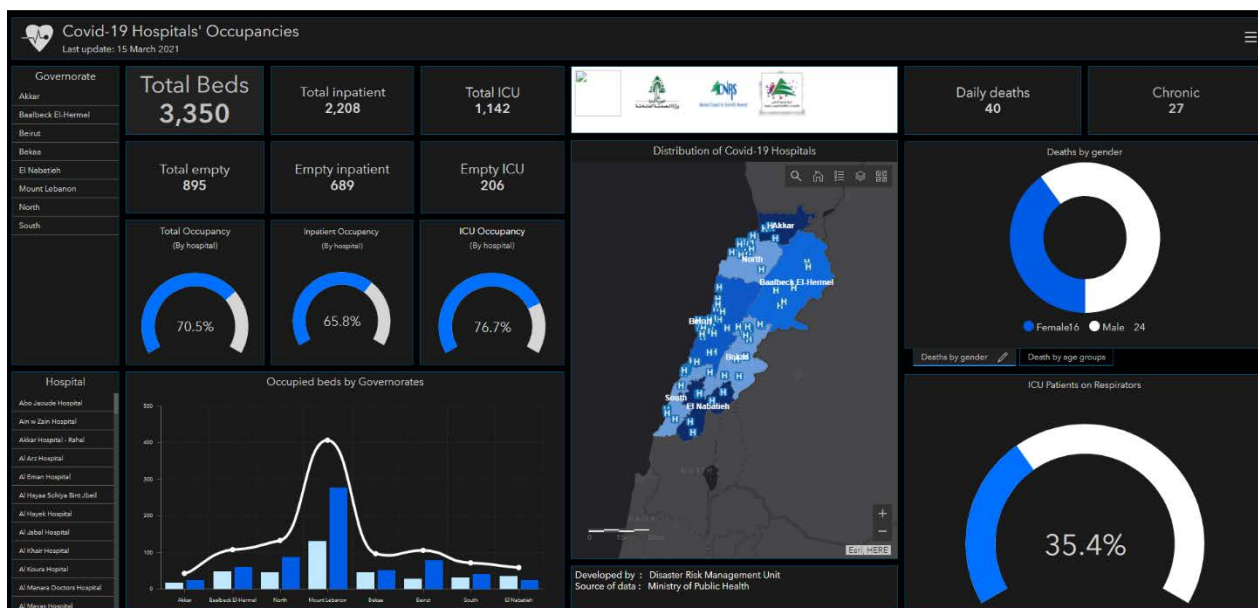 Covid-19 Hospitals' Occupancies
Last update: 15 March 2021
Governorate
Akkar
Baalbeck El-Hermel
Beirut
Bekaa
El Nabatieh
Mount Lebanon
North
South
Total Beds
3,350
Total inpatient
2,208
Total ICU
1,142
Total empty
895
Empty inpatient
689
Empty ICU
206
Total Occupancy
(By hospital)
70.5%
Inpatient Occupancy
(By hospital)
65.8%
ICU Occupancy
(By hospital)
76.7%
CNRS
Daily deaths
40
Chronic
27
Distribution of Covid-19 Hospitals
Akkar
North
Baalbeck El-Hermel
Beirut
Bekaa
South
El Nabatieh
Esri, HERE
Developed by : Disaster Risk Management Unit
Source of data : Ministry of Public Health
Deaths by gender
Female16 Male 24
Deaths by gender
Death by age groups
ICU Patients on Respirators
35.4%
Hospital
Abo Jaoude Hospital
Ain w Zain Hospital
Akkar Hospital - Rahal
Al Arz Hospital
Al Eman Hospital
Al Hayaa Sohiya Bint Jbeil
Al Hayek Hospital
Al Jabal Hospital
Al Khair Hospital
Al Koura Hopital
Al Manara Doctors Hospital
Al Mayas Hospital
Occupied beds by Governorates
500
400
300
200
100
0
Akkar Baalbeck El-Hermel North Mount Lebanon Bekaa Beirut South El Nabatieh